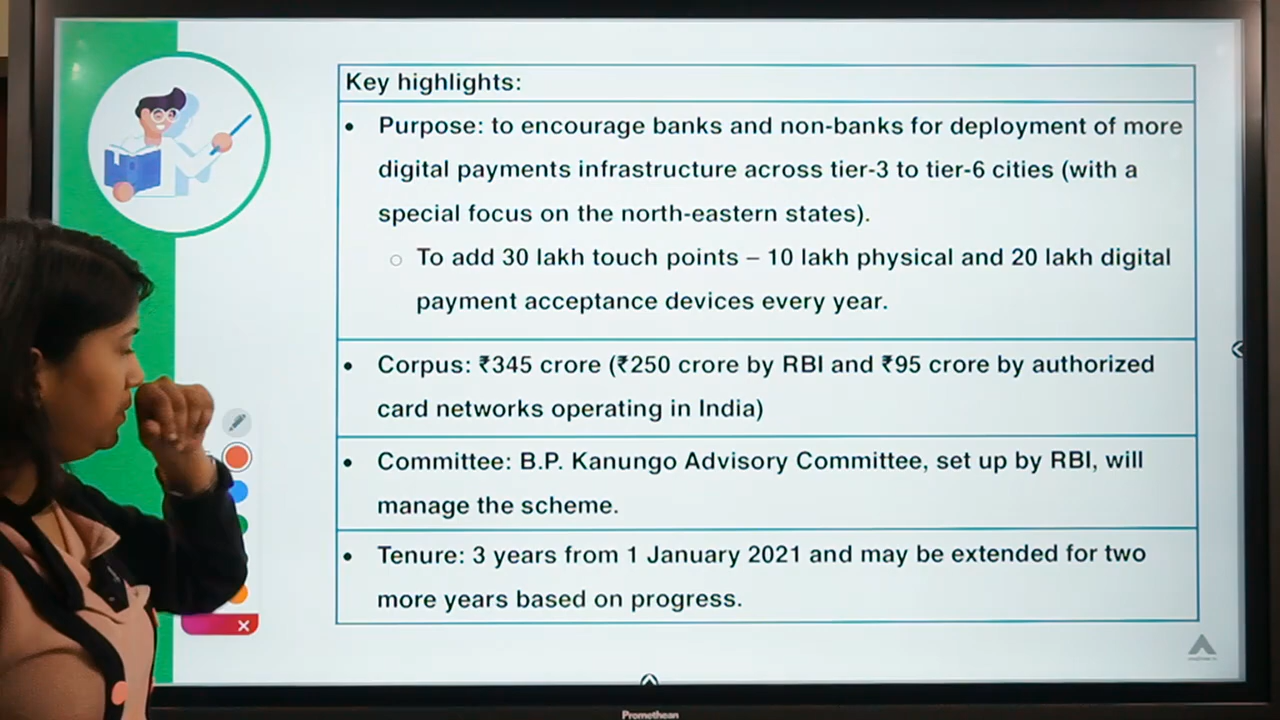 Key highlights:
• Purpose: to encourage banks and non-banks for deployment of more
digital payments infrastructure across tier-3 to tier-6 cities (with a
special focus on the north-eastern states).
○ To add 30 lakh touch points – 10 lakh physical and 20 lakh digital
payment acceptance devices every year.
• Corpus: ₹345 crore (₹250 crore by RBI and ₹95 crore by authorized
card networks operating in India)
• Committee: B.P. Kanungo Advisory Committee, set up by RBI, will
manage the scheme.
• Tenure: 3 years from 1 January 2021 and may be extended for two
more years based on progress.
Promethean